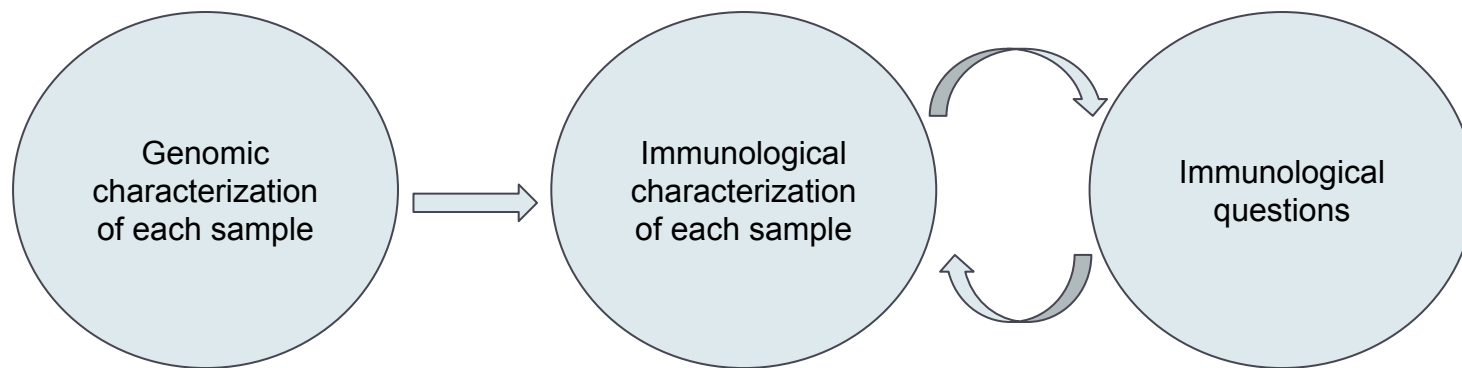 Genomic
characterization
of each sample
Immunological
characterization
of each sample
Immunological
questions